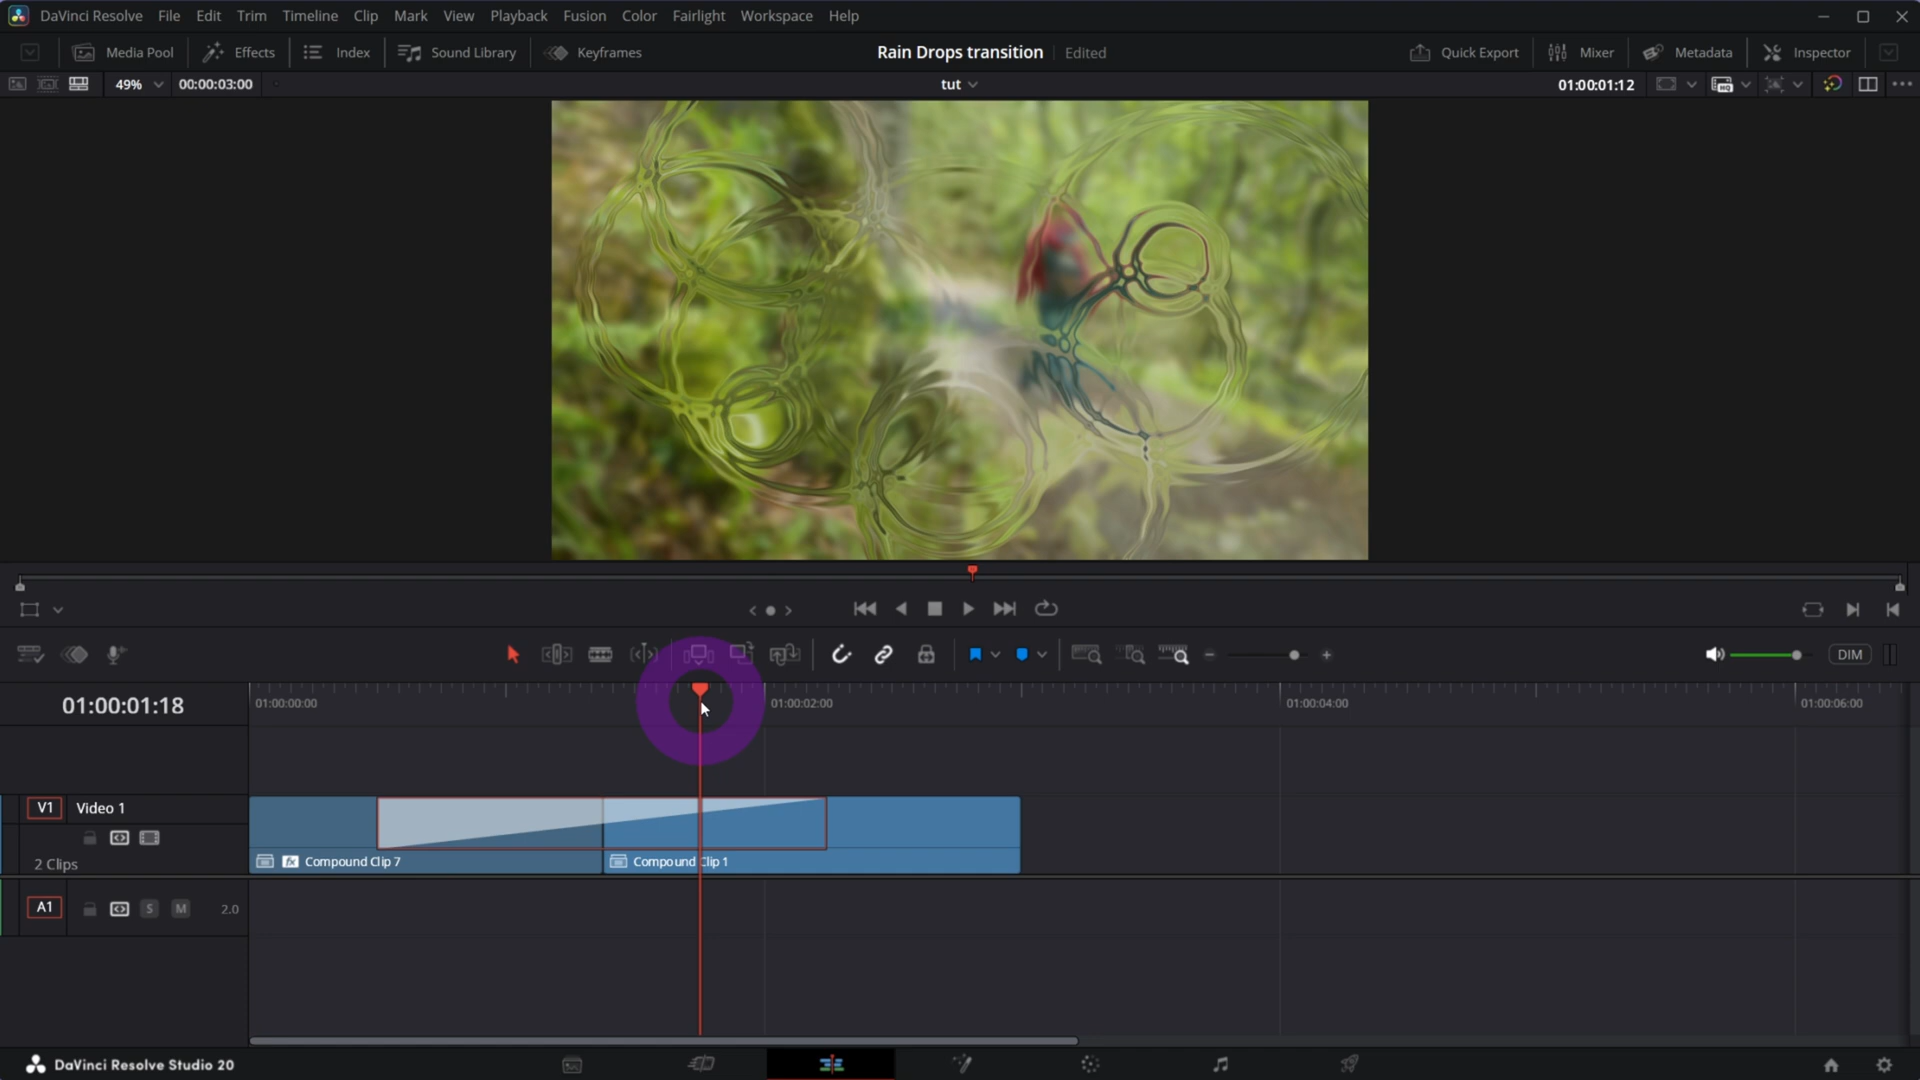 DaVinci Resolve File Edit Trim Timeline Clip Mark View Playback Fusion Color Fairlight Workspace Help
Media Pool Effects Index Sound Library Keyframes Rain Drops transition Edited Quick Export Mixer Metadata Inspector
49% 00:00:03:00 tut 01:00:01:12
DIM
01:00:01:18 01:00:00:00 01:00:02:00 01:00:04:00 01:00:06:00
V1 Video 1
2 Clips fx Compound Clip 7 Compound Clip 1
A1 S M 2.0
DaVinci Resolve Studio 20